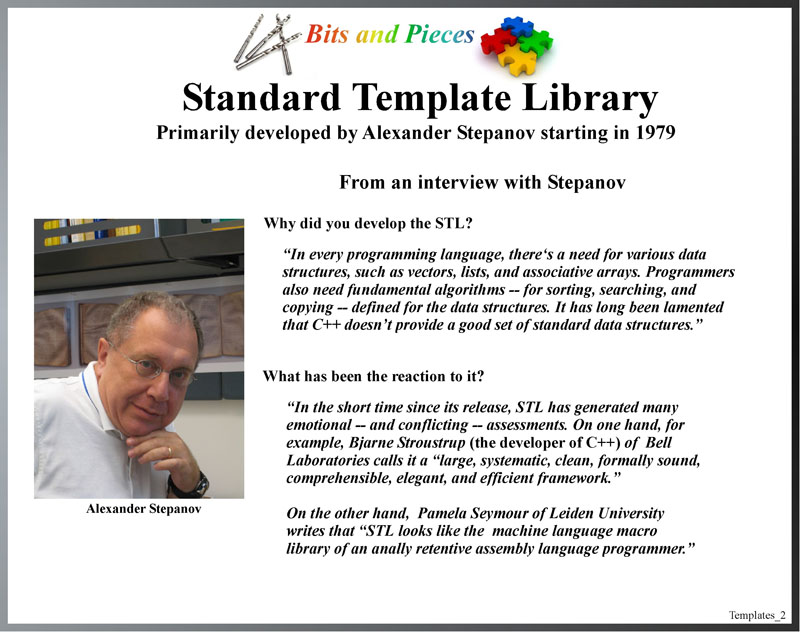 Bits and Pieces
Standard Template Library
Primarily developed by Alexander Stepanov starting in 1979
From an interview with Stepanov
Why did you develop the STL?
“In every programming language, there‘s a need for various data
structures, such as vectors, lists, and associative arrays. Programmers
also need fundamental algorithms -- for sorting, searching, and
copying -- defined for the data structures. It has long been lamented
that C++ doesn’t provide a good set of standard data structures.”
What has been the reaction to it?
“In the short time since its release, STL has generated many
emotional -- and conflicting -- assessments. On one hand, for
example, Bjarne Stroustrup (the developer of C++) of Bell
Laboratories calls it a “large, systematic, clean, formally sound,
comprehensible, elegant, and efficient framework.”
On the other hand, Pamela Seymour of Leiden University
writes that “STL looks like the machine language macro
library of an anally retentive assembly language programmer.”
Alexander Stepanov
Templates_2